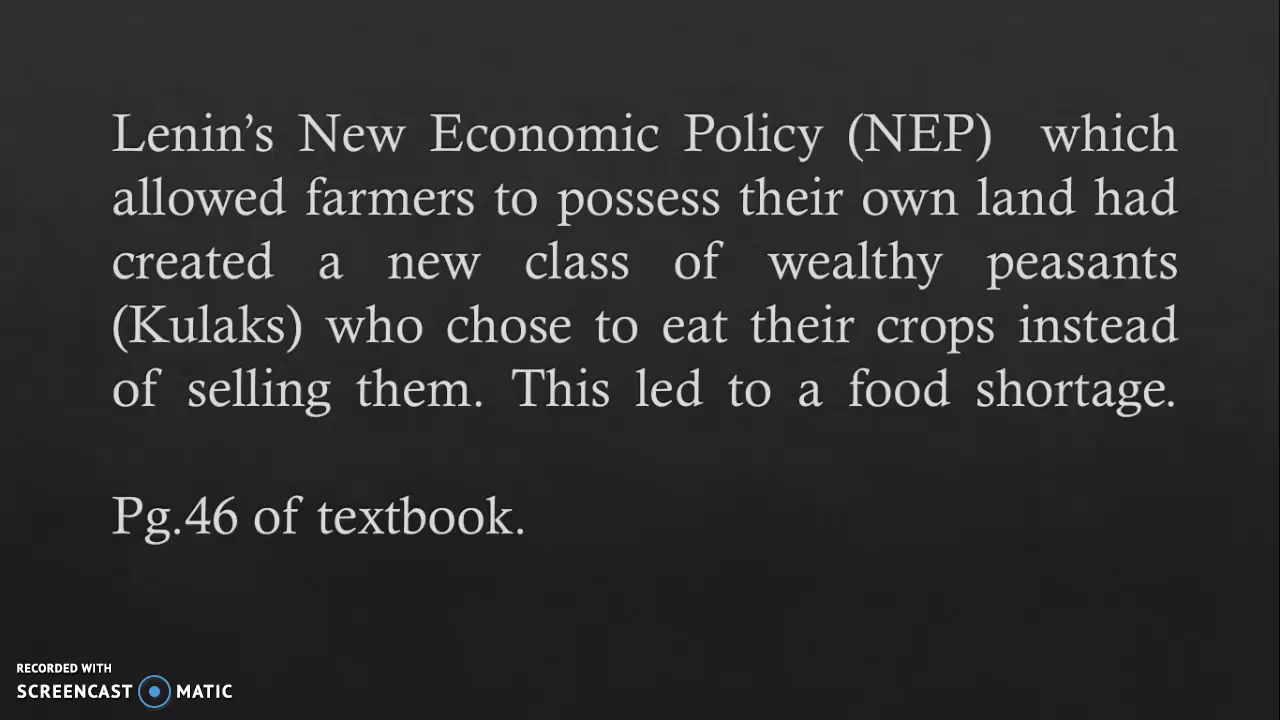 Lenin’s New Economic Policy (NEP) which
allowed farmers to possess their own land had
created a new class of wealthy peasants
(Kulaks) who chose to eat their crops instead
of selling them. This led to a food shortage.
Pg.46 of textbook.
RECORDED WITH
SCREENCAST MATIC